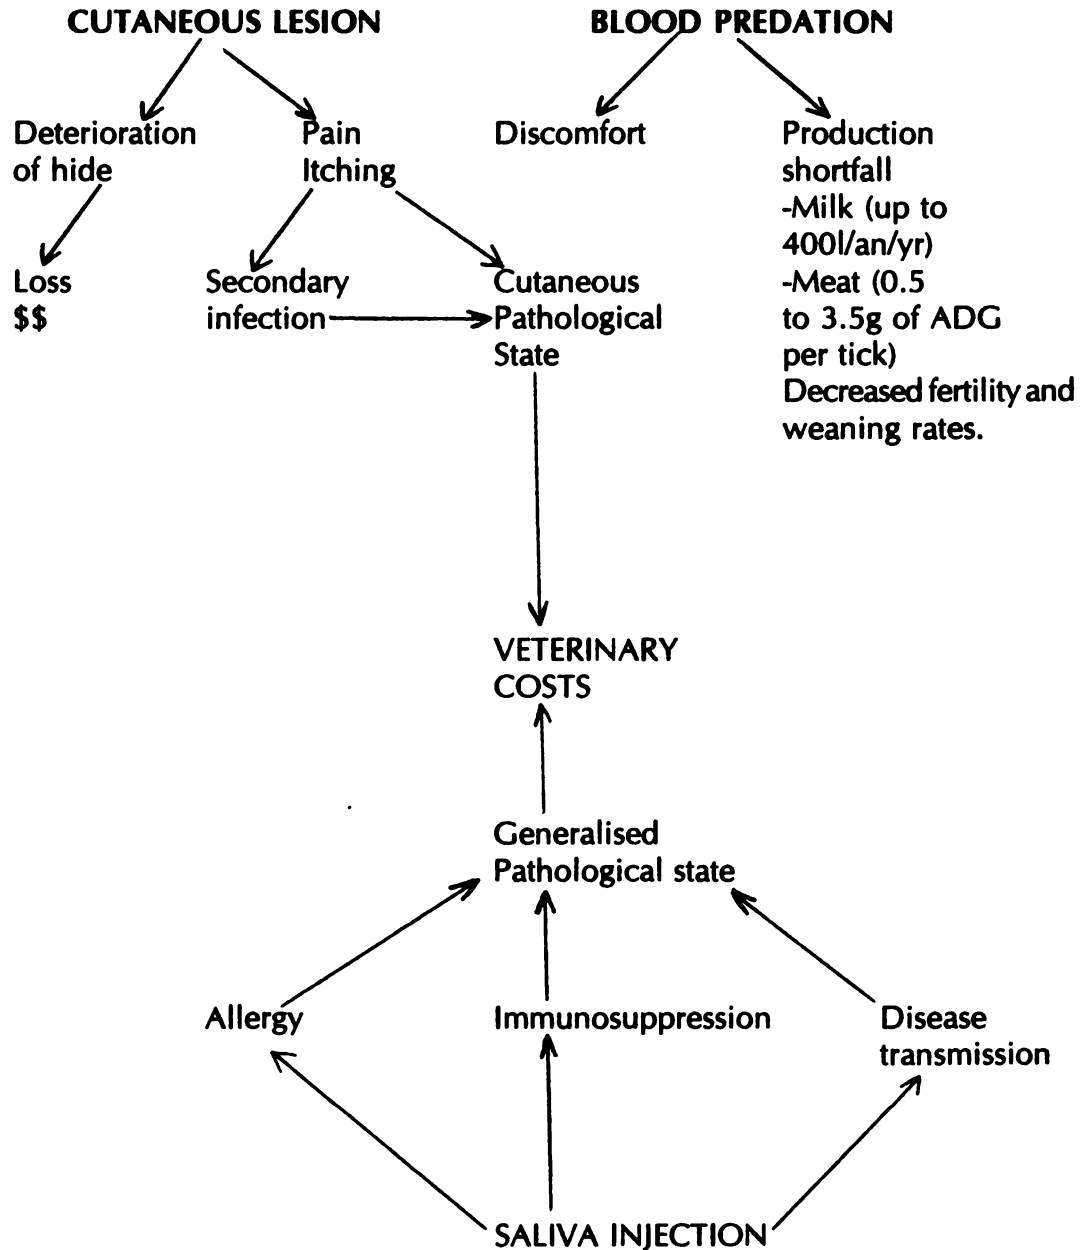 CUTANEOUS LESION
BLOOD PREDATION
Deterioration
of hide
Pain
Itching
Discomfort
Production
shortfall
-Milk (up to
400l/an/yr)
-Meat (0.5
to 3.5g of ADG
per tick)
Decreased fertility and
weaning rates.
Loss
$$
Secondary
infection
Cutaneous
Pathological
State
VETERINARY
COSTS
Generalised
Pathological state
Allergy
Immunosuppression
Disease
transmission
SALIVA INJECTION